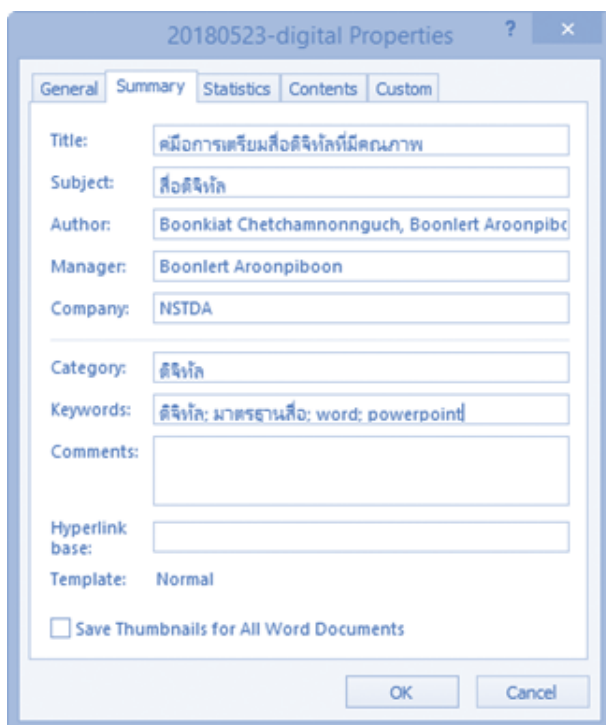 20180523-digital Properties ? ×
General Summary Statistics Contents Custom
Title: คู่มือการเตรียมสื่อดิจิทัลที่มีคุณภาพ
Subject: สื่อดิจิทัล
Author: Boonkiat Chetchamnonnguch, Boonlert Aroonpibo
Manager: Boonlert Aroonpiboon
Company: NSTDA
Category: ดิจิทัล
Keywords: ดิจิทัล; มาตรฐานสื่อ; word; powerpoint
Comments:
Hyperlink
base:
Template: Normal
Save Thumbnails for All Word Documents
OK Cancel